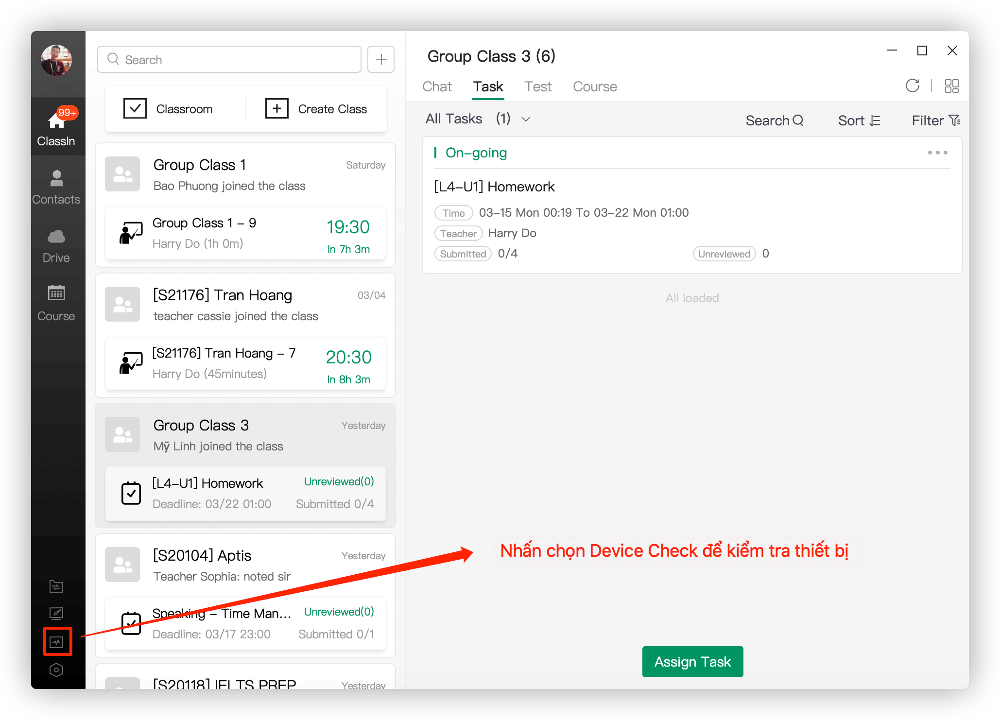 99+
ClassIn
Contacts
Drive
Course
Search
Classroom
Create Class
Group Class 1
Saturday
Bao Phuong joined the class
Group Class 1 – 9
19:30
Harry Do (1h 0m)
In 7h 3m
[S21176] Tran Hoang
03/04
teacher cassie joined the class
[S21176] Tran Hoang – 7
20:30
Harry Do (45minutes)
In 8h 3m
Group Class 3
Yesterday
Mỹ Linh joined the class
[L4–U1] Homework
Unreviewed(0)
Deadline: 03/22 01:00
Submitted 0/4
[S20104] Aptis
Yesterday
Teacher Sophia: noted sir
Speaking – Time Man...
Unreviewed(0)
Deadline: 03/17 23:00
Submitted 0/1
[S20118] IELTS PREP
Yesterday
Group Class 3 (6)
Chat Task Test Course
All Tasks (1)
Search
Sort
Filter
On–going
[L4–U1] Homework
Time 03–15 Mon 00:19 To 03–22 Mon 01:00
Teacher Harry Do
Submitted 0/4
Unreviewed 0
All loaded
Nhấn chọn Device Check để kiểm tra thiết bị
Assign Task